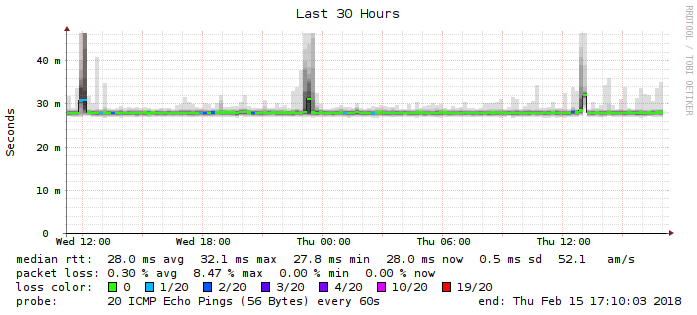 Last 30 Hours
RRDTOOL / TOBI OETIKER
Seconds
40 m
30 m
20 m
10 m
0
Wed 12:00 Wed 18:00 Thu 00:00 Thu 06:00 Thu 12:00
median rtt: 28.0 ms avg 32.1 ms max 27.8 ms min 28.0 ms now 0.5 ms sd 52.1 am/s
packet loss: 0.30 % avg 8.47 % max 0.00 % min 0.00 % now
loss color: 0 1/20 2/20 3/20 4/20 10/20 19/20
probe: 20 ICMP Echo Pings (56 Bytes) every 60s end: Thu Feb 15 17:10:03 2018